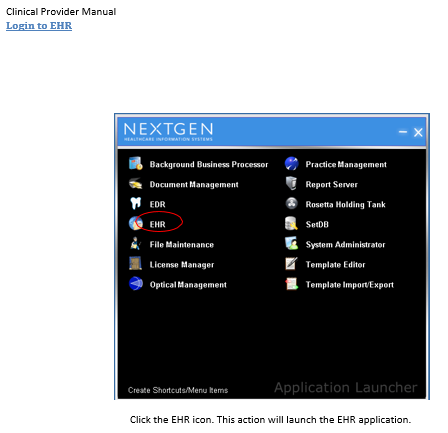 Clinical Provider Manual
Login to EHR
NEXTGEN
HEALTHCARE INFORMATION SYSTEMS
Background Business Processor
Practice Management
Document Management
Report Server
EDR
Rosetta Holding Tank
EHR
SetDB
File Maintenance
System Administrator
License Manager
Template Editor
Optical Management
Template Import/Export
Create Shortcuts/Menu Items
Application Launcher
Click the EHR icon. This action will launch the EHR application.